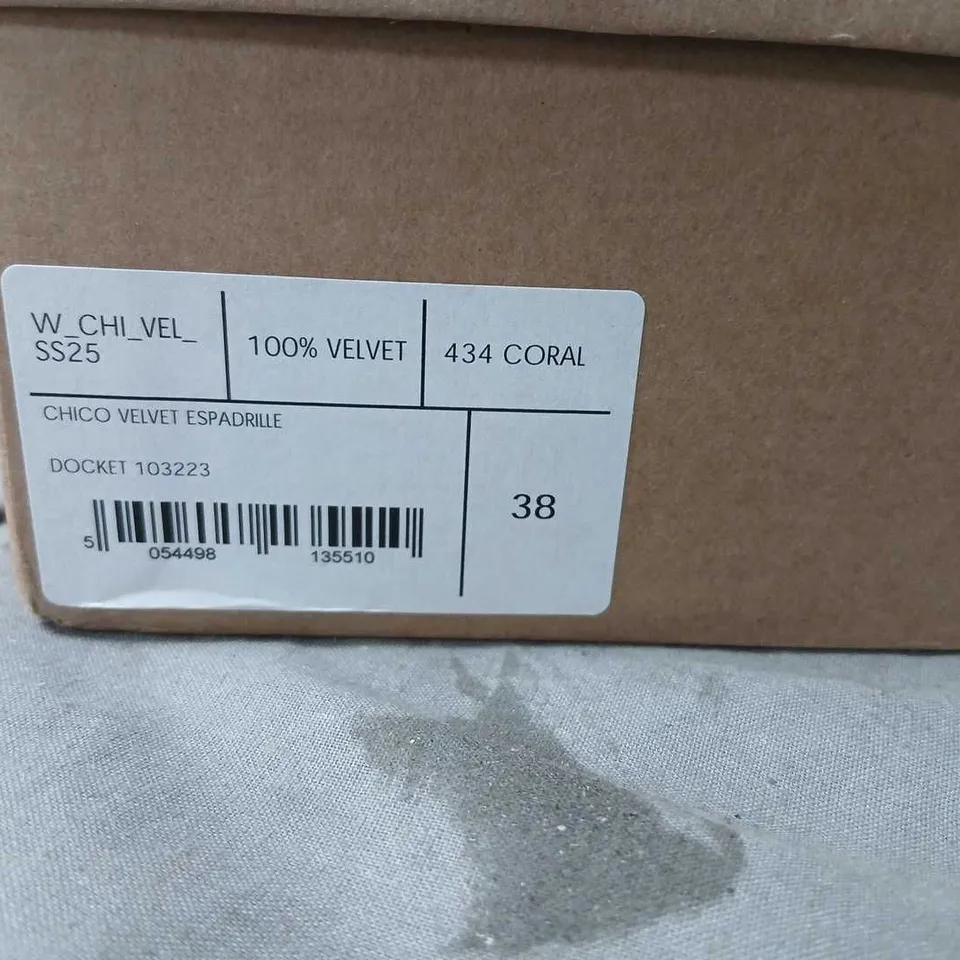 W_CHI_VEL_
SS25
100% VELVET
434 CORAL
CHICO VELVET ESPADRILLE
DOCKET 103223
38
5 054498 135510